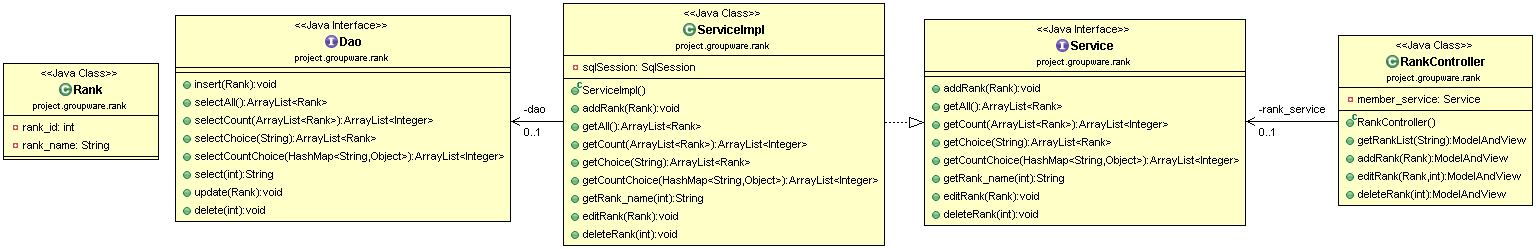 <<Java Class>>
Rank
project.groupware.rank
rank_id: int
rank_name: String
<<Java Interface>>
Dao
project.groupware.rank
insert(Rank):void
selectAll():ArrayList<Rank>
selectCount(ArrayList<Rank>):ArrayList<Integer>
selectChoice(String):ArrayList<Rank>
selectCountChoice(HashMap<String,Object>):ArrayList<Integer>
select(int):String
update(Rank):void
delete(int):void
-dao
0..1
<<Java Class>>
ServiceImpl
project.groupware.rank
sqlSession: SqlSession
ServiceImpl()
addRank(Rank):void
getAll():ArrayList<Rank>
getCount(ArrayList<Rank>):ArrayList<Integer>
getChoice(String):ArrayList<Rank>
getCountChoice(HashMap<String,Object>):ArrayList<Integer>
getRank_name(int):String
editRank(Rank):void
deleteRank(int):void
<<Java Interface>>
Service
project.groupware.rank
addRank(Rank):void
getAll():ArrayList<Rank>
getCount(ArrayList<Rank>):ArrayList<Integer>
getChoice(String):ArrayList<Rank>
getCountChoice(HashMap<String,Object>):ArrayList<Integer>
getRank_name(int):String
editRank(Rank):void
deleteRank(int):void
-rank_service
0..1
<<Java Class>>
RankController
project.groupware.rank
member_service: Service
RankController()
getRankList(String):ModelAndView
addRank(Rank):ModelAndView
editRank(Rank,int):ModelAndView
deleteRank(int):ModelAndView